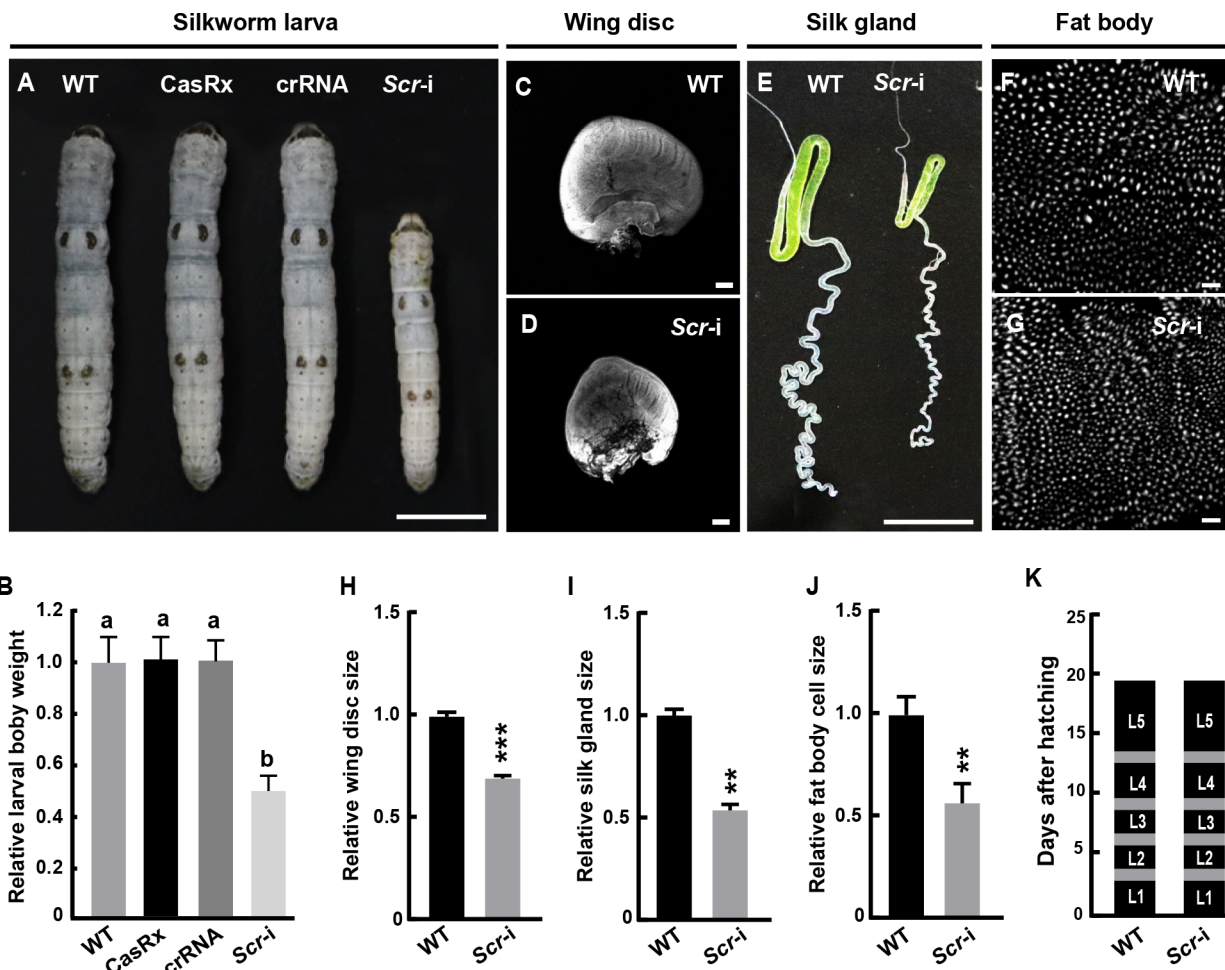 Silkworm larva
Wing disc
Silk gland
Fat body
A
WT
CasRx
crRNA
Scr-i
C
WT
D
Scr-i
E
WT
Scr-i
F
WT
G
Scr-i
B
Relative larval boby weight
1.2
1.0
0.8
0.6
0.4
0.2
0
a
a
a
b
WT
CasRx
crRNA
Scr-i
H
Relative wing disc size
1.5
1.0
0.5
0
***
WT
Scr-i
I
Relative silk gland size
1.5
1.0
0.5
0
**
WT
Scr-i
J
Relative fat body cell size
1.5
1.0
0.5
0
**
WT
Scr-i
K
Days after hatching
25
20
15
10
5
0
L5
L4
L3
L2
L1
L5
L4
L3
L2
L1
WT
Scr-i